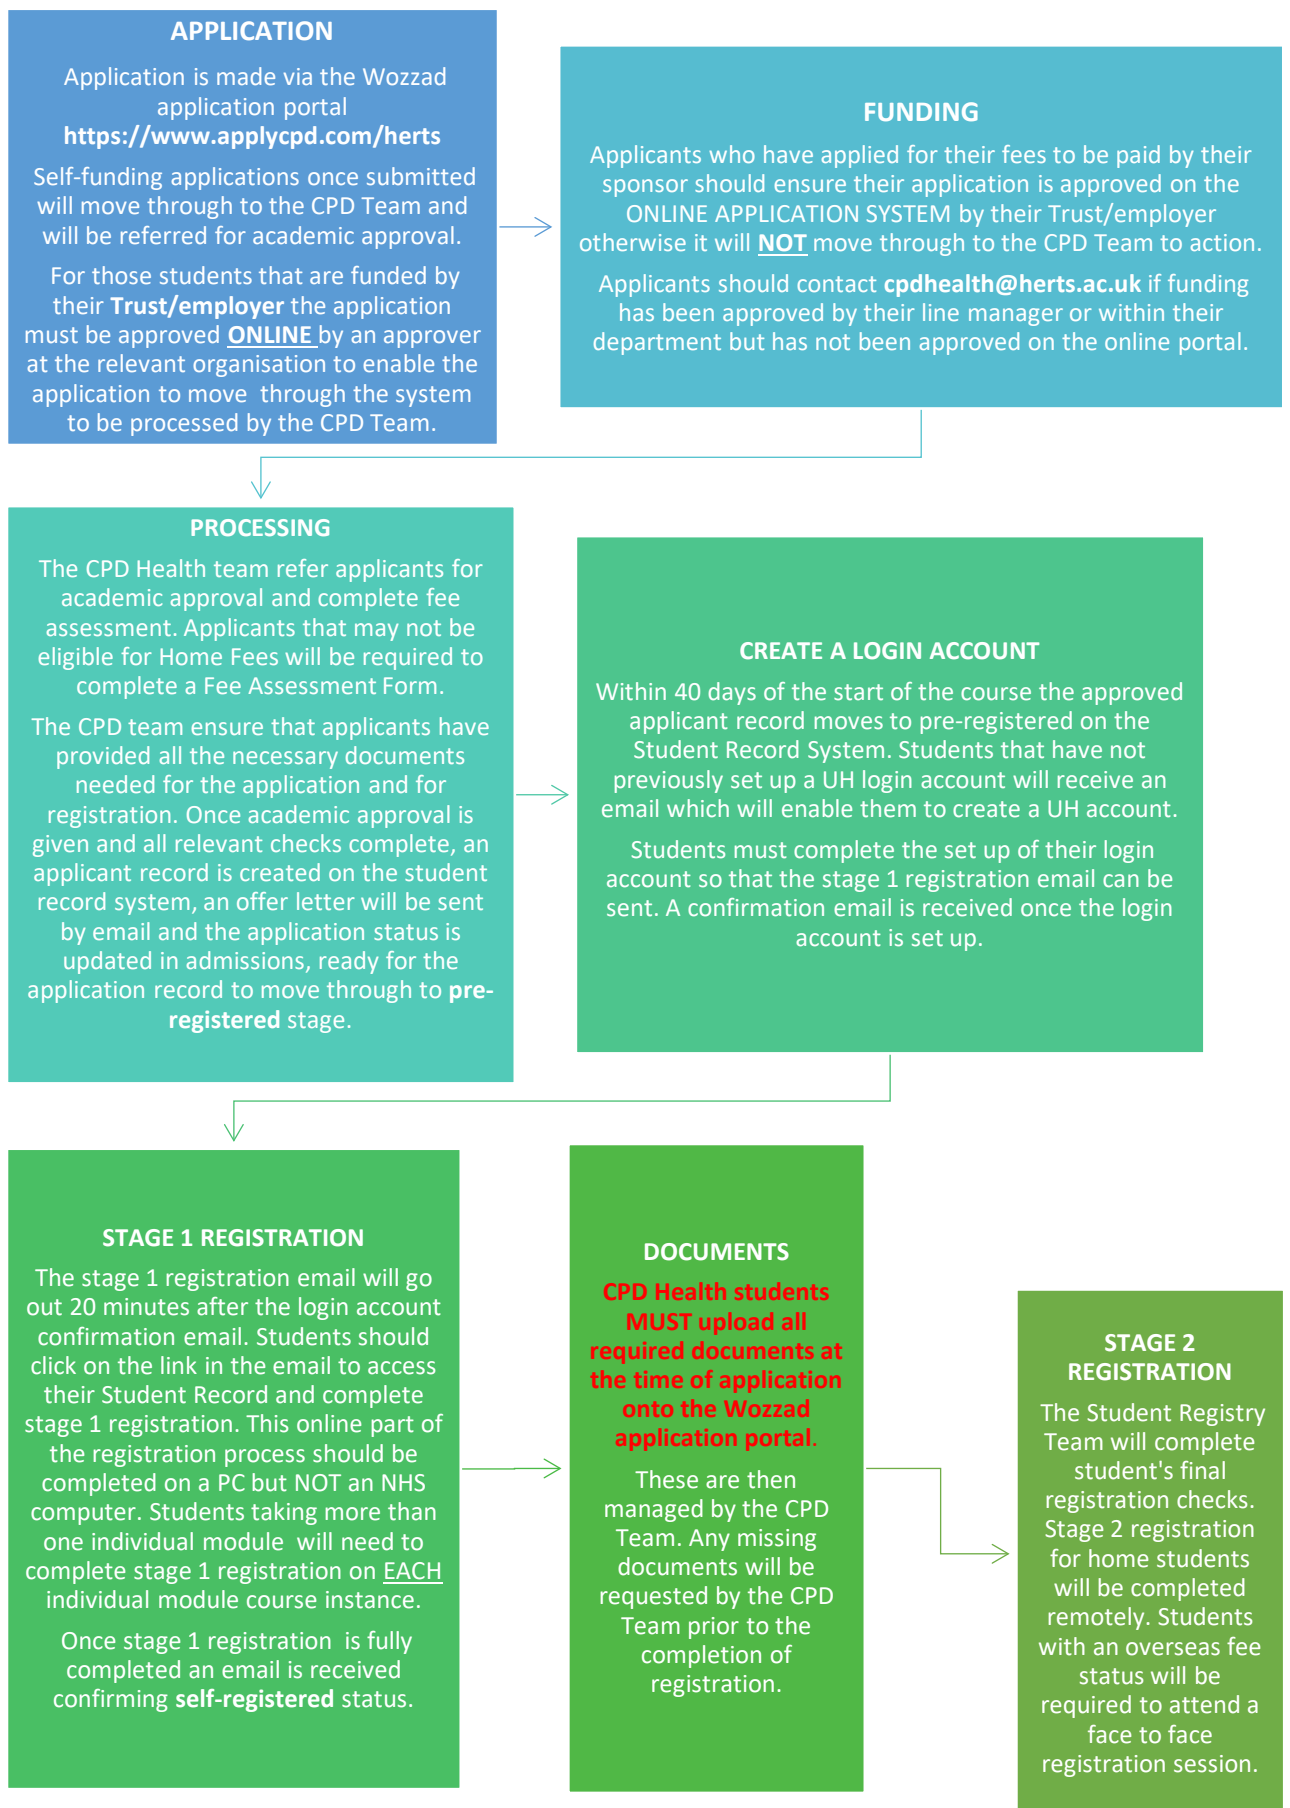 APPLICATION
Application is made via the Wozzad
application portal
https://www.applycpd.com/herts
Self-funding applications once submitted
will move through to the CPD Team and
will be referred for academic approval.
For those students that are funded by
their Trust/employer the application
must be approved ONLINE by an approver
at the relevant organisation to enable the
application to move  through the system
to be processed by the CPD Team.
FUNDING
Applicants who have applied for their fees to be paid by their
sponsor should ensure their application is approved on the
ONLINE APPLICATION SYSTEM by their Trust/employer
otherwise it will NOT move through to the CPD Team to action.
Applicants should contact cpdhealth@herts.ac.uk if funding
has been approved by their line manager or within their
department but has not been approved on the online portal.
PROCESSING
The CPD Health team refer applicants for
academic approval and complete fee
assessment. Applicants that may not be
eligible for Home Fees will be required to
complete a Fee Assessment Form.
The CPD team ensure that applicants have
provided all the necessary documents
needed for the application and for
registration. Once academic approval is
given and all relevant checks complete, an
applicant record is created on the student
record system, an offer letter will be sent
by email and the application status is
updated in admissions, ready for the
application record to move through to pre-
registered stage.
CREATE A LOGIN ACCOUNT
Within 40 days of the start of the course the approved
applicant record moves to pre-registered on the
Student Record System. Students that have not
previously set up a UH login account will receive an
email which will enable them to create a UH account.
Students must complete the set up of their login
account so that the stage 1 registration email can be
sent. A confirmation email is received once the login
account is set up.
STAGE 1 REGISTRATION
The stage 1 registration email will go
out 20 minutes after the login account
confirmation email. Students should
click on the link in the email to access
their Student Record and complete
stage 1 registration. This online part of
the registration process should be
completed on a PC but NOT an NHS
computer. Students taking more than
one individual module  will need to
complete stage 1 registration on EACH
individual module course instance.
Once stage 1 registration  is fully
completed an email is received
confirming self-registered status.
DOCUMENTS
CPD Health students
MUST upload all
required documents at
the time of application
onto the Wozzad
application portal.
These are then
managed by the CPD
Team. Any missing
documents will be
requested by the CPD
Team prior to the
completion of
registration.
STAGE 2
REGISTRATION
The Student Registry
Team will complete
student's final
registration checks.
Stage 2 registration
for home students
will be completed
remotely. Students
with an overseas fee
status will be
required to attend a
face to face
registration session.